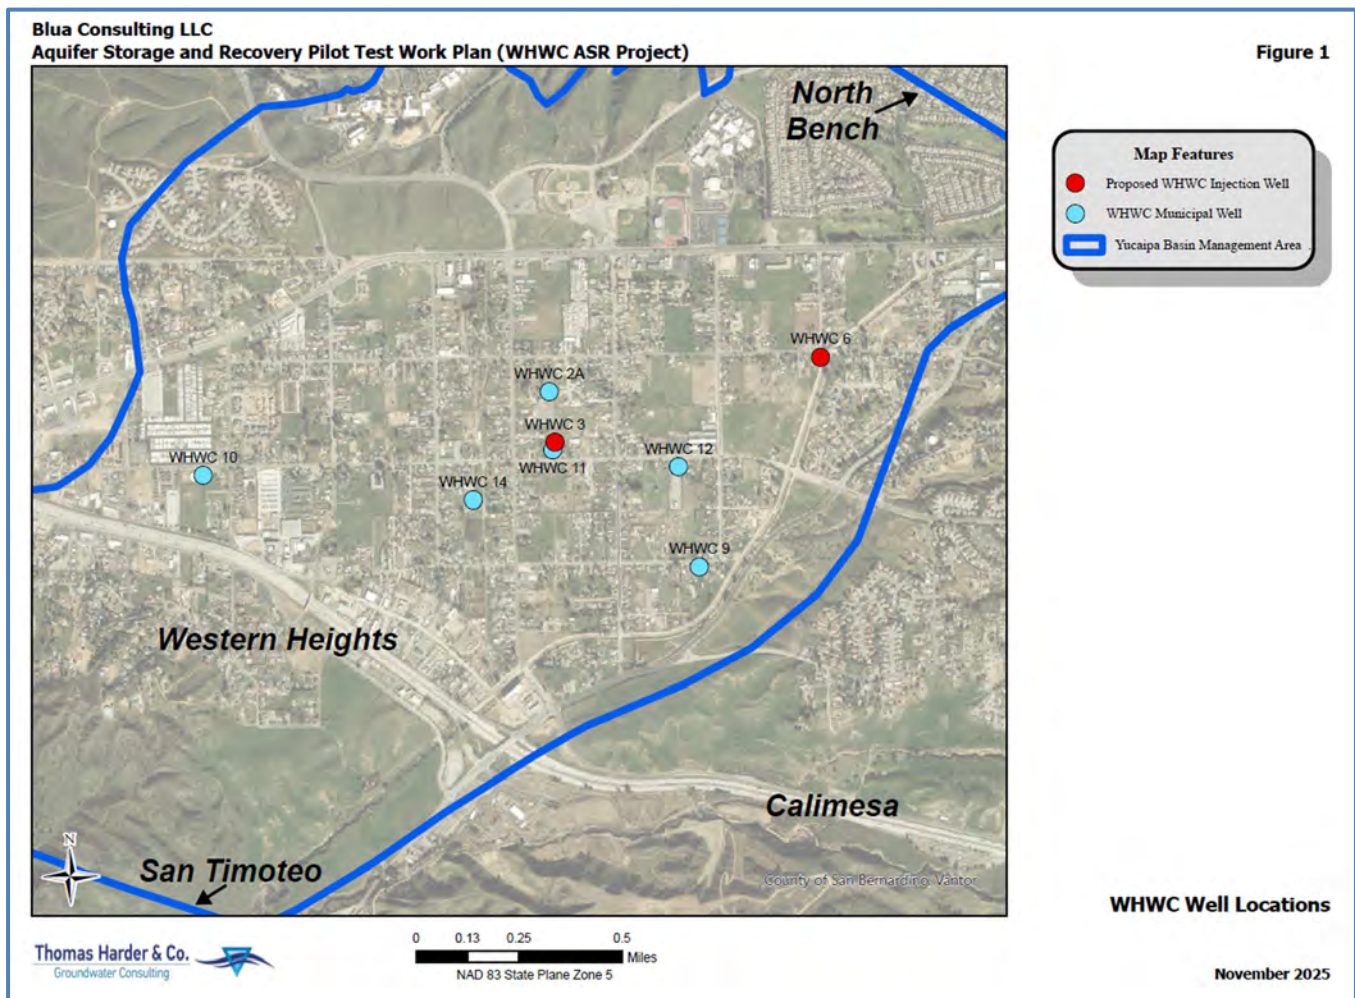 Blua Consulting LLC
Aquifer Storage and Recovery Pilot Test Work Plan (WHWC ASR Project)
Figure 1
North
Bench
Map Features
Proposed WHWC Injection Well
WHWC Municipal Well
Yucaipa Basin Management Area
WHWC 6
WHWC 2A
WHWC 3
WHWC 12
WHWC 10
WHWC 11
WHWC 14
WHWC 9
Western Heights
Calimesa
N
San Timoteo
County of San Bernardino, Vantor
WHWC Well Locations
Thomas Harder & Co.
Groundwater Consulting
0 0.13 0.25 0.5
Miles
NAD 83 State Plane Zone 5
November 2025